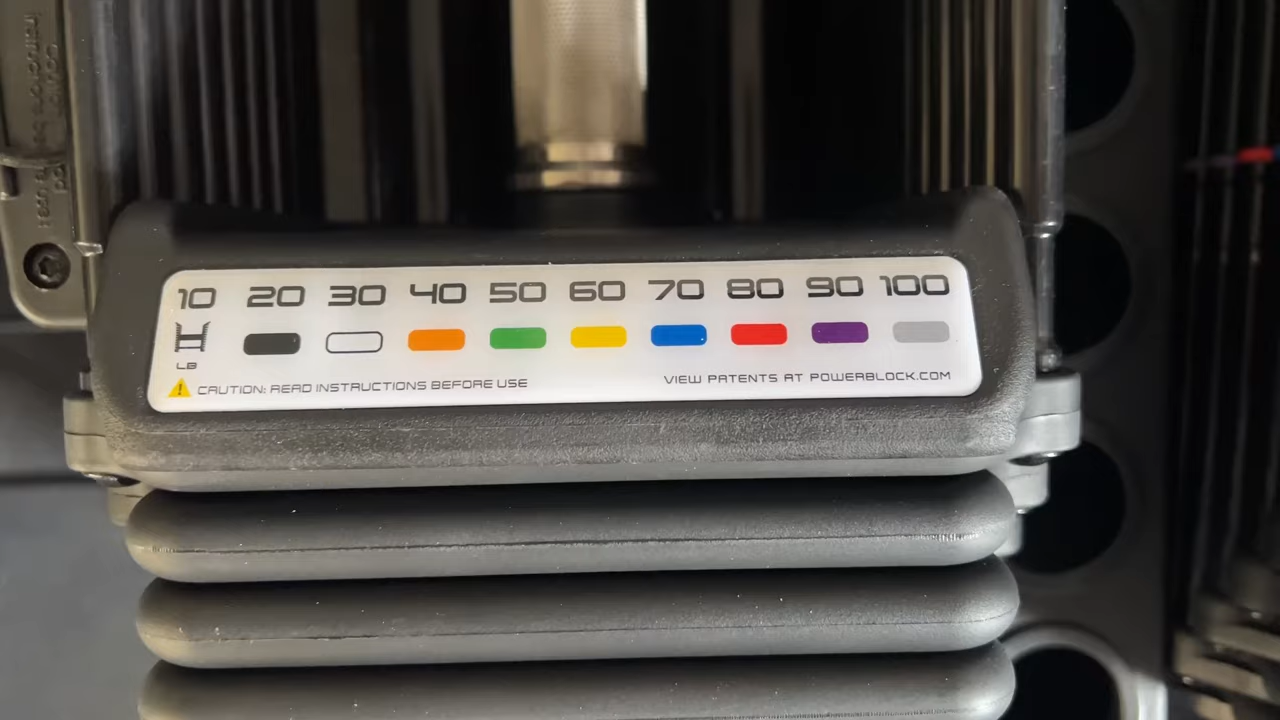 10 20 30 40 50 60 70 80 90 100
LB
CAUTION: READ INSTRUCTIONS BEFORE USE
VIEW PATENTS AT POWERBLOCK.COM